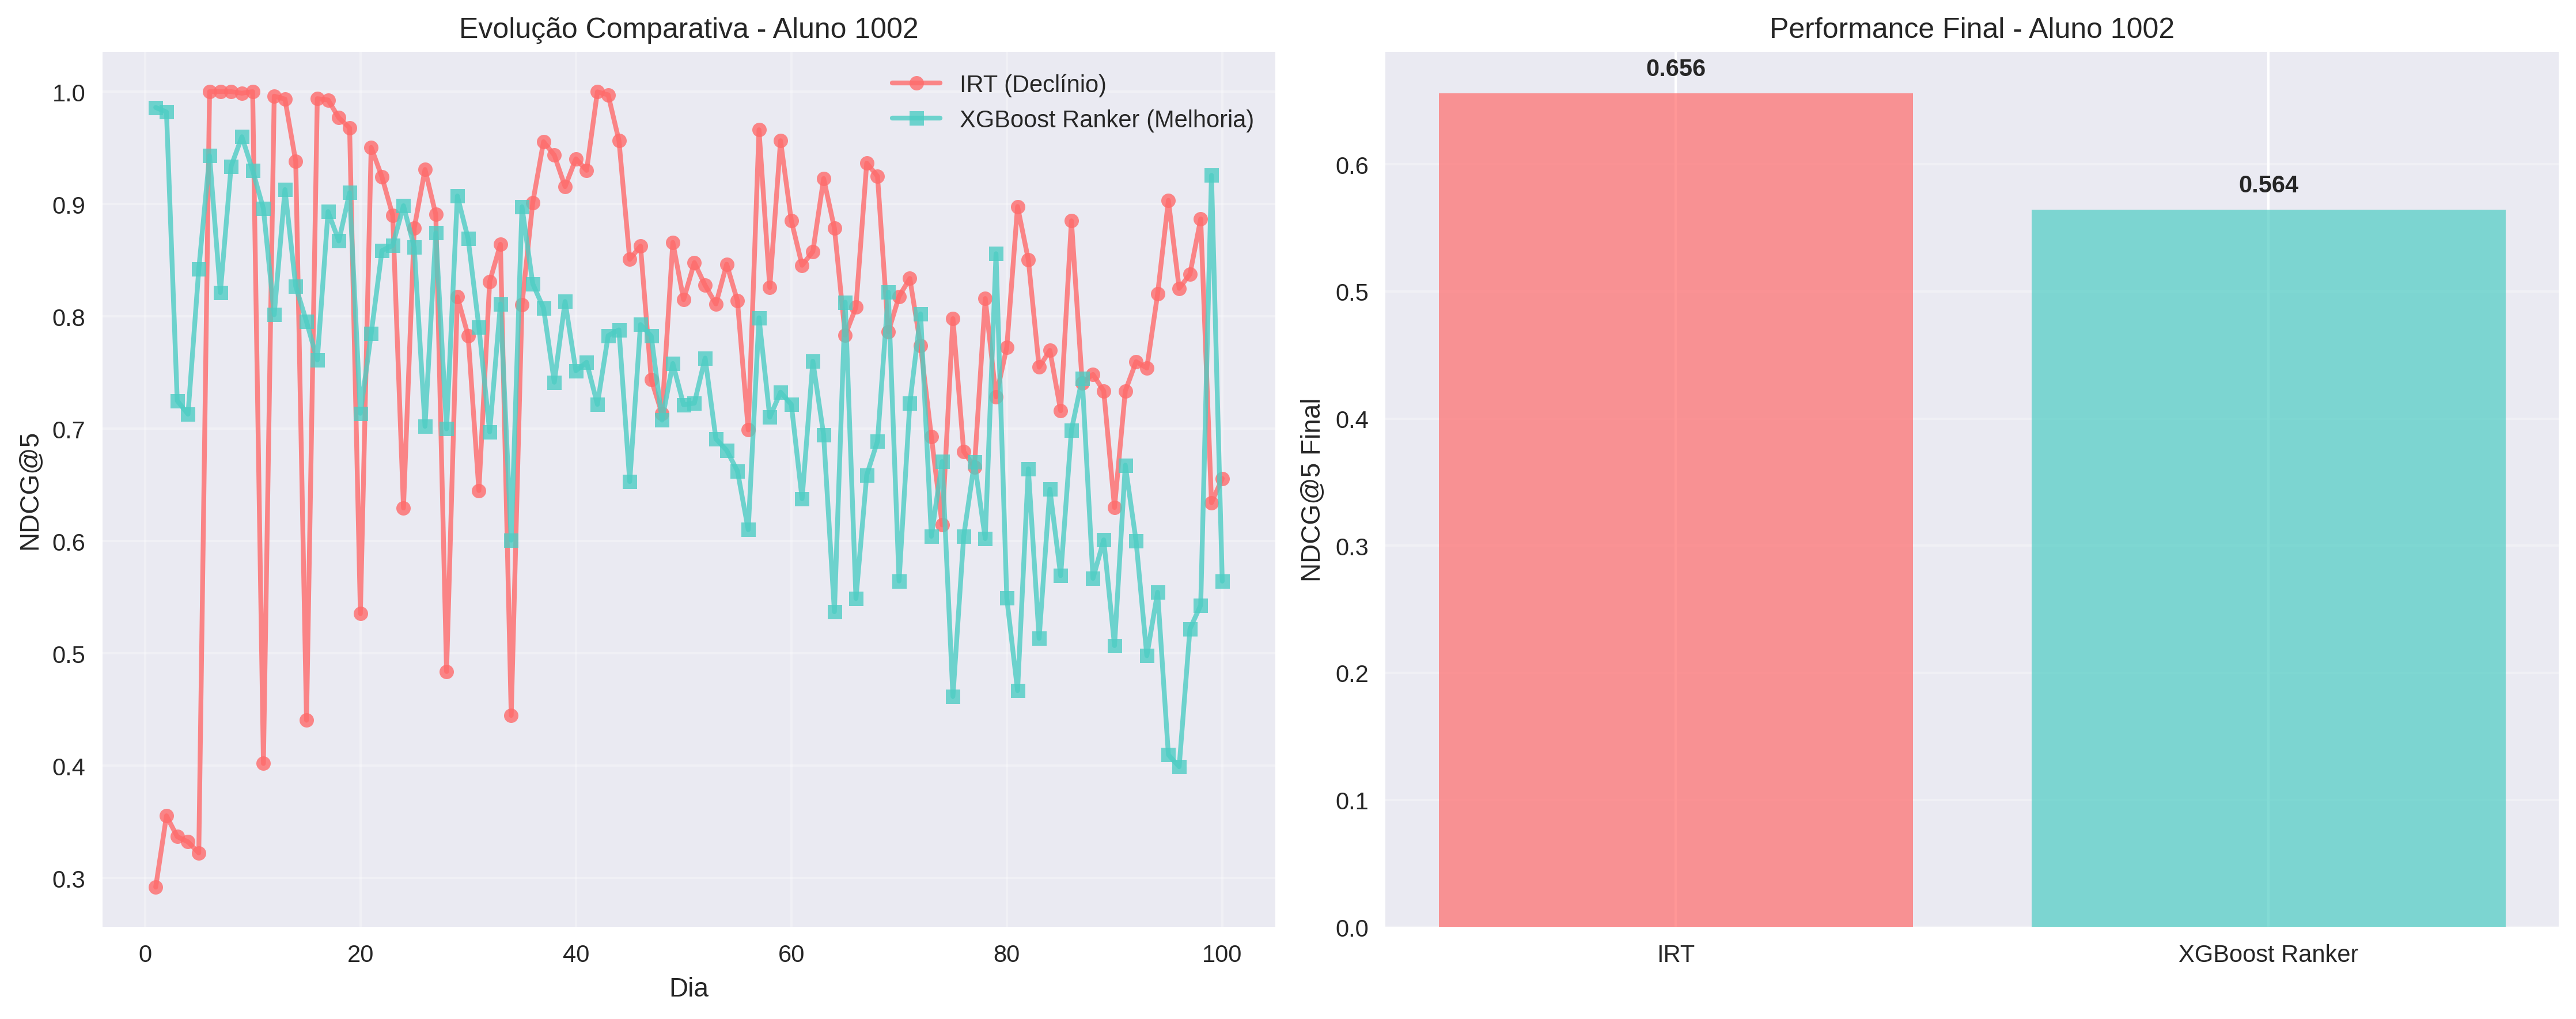 Evolução Comparativa - Aluno 1002
IRT (Declínio)
XGBoost Ranker (Melhoria)
NDCG@5
1.0
0.9
0.8
0.7
0.6
0.5
0.4
0.3
0
20
40
60
80
100
Dia
Performance Final - Aluno 1002
0.656
0.564
NDCG@5 Final
0.6
0.5
0.4
0.3
0.2
0.1
0.0
IRT
XGBoost Ranker